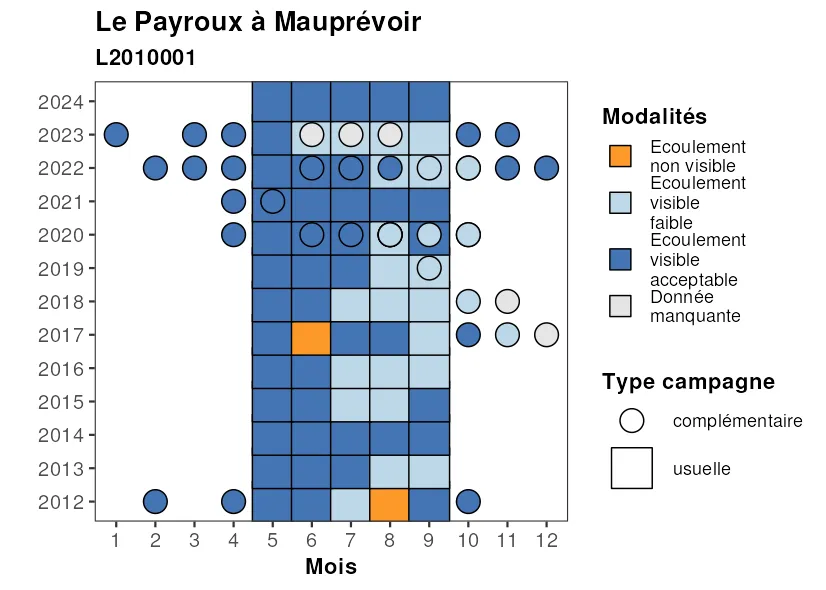 Le Payroux à Mauprévoir
L2010001
2024
2023
2022
2021
2020
2019
2018
2017
2016
2015
2014
2013
2012
1 2 3 4 5 6 7 8 9 10 11 12
Mois
Modalités
Ecoulement
non visible
Ecoulement
visible
faible
Ecoulement
visible
acceptable
Donnée
manquante
Type campagne
complémentaire
usuelle